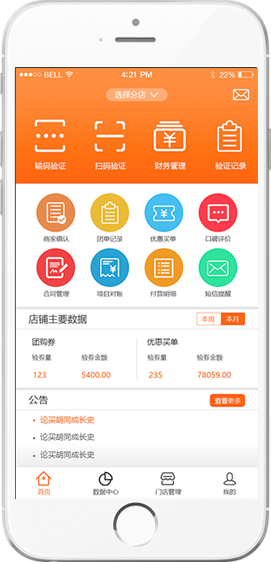 BELL 4:21 PM 22%
选择分店
输码验证 扫码验证 财务管理 验证记录
商家确认 团单记录 优惠买单 口碑评价
合同管理 项目对账 付款明细 短信提醒
店铺主要数据 本周 本月
团购券 优惠买单
验券量 验券金额 验券量 验券金额
123 5400.00 235 78059.00
公告 查看更多
论买胡同成长史
论买胡同成长史
论买胡同成长史
首页 数据中心 门店管理 我的